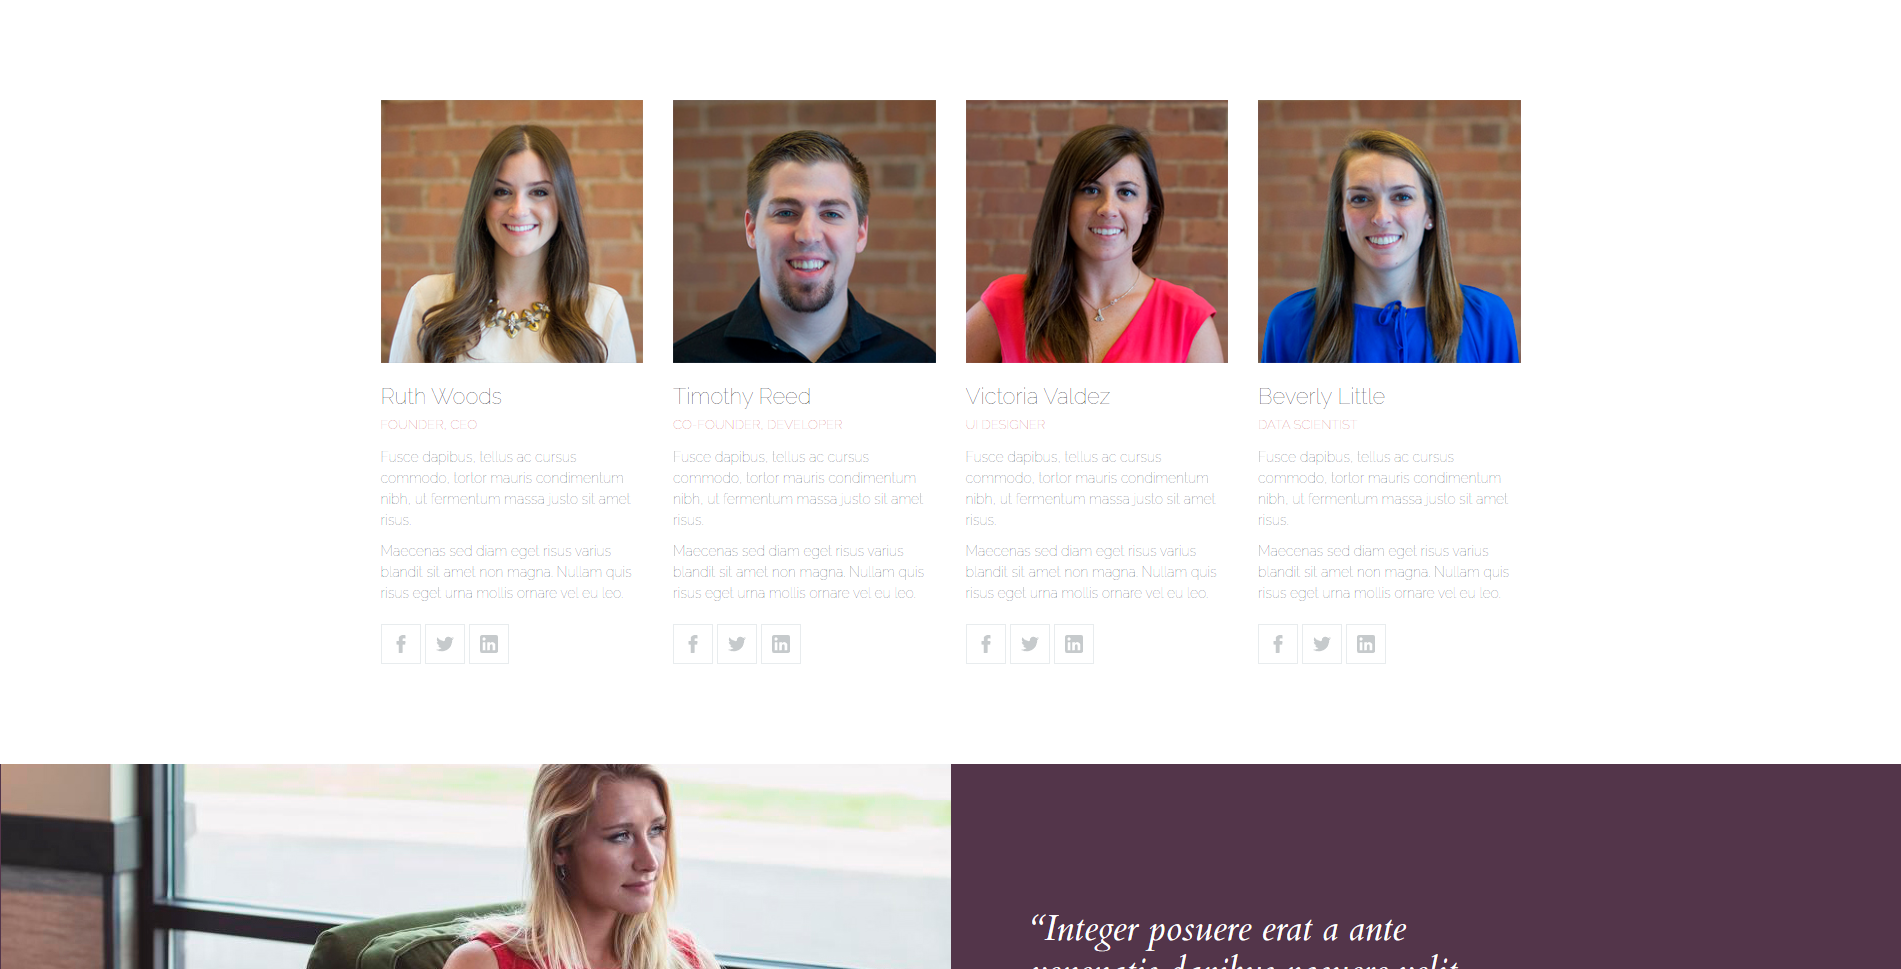 Ruth Woods
FOUNDER, CEO
Fusce dapibus, tellus ac cursus
commodo, tortor mauris condimentum
nibh, ut fermentum massa justo sit amet
risus.
Maecenas sed diam eget risus varius
blandit sit amet non magna. Nullam quis
risus eget urna mollis ornare vel eu leo.
Timothy Reed
CO-FOUNDER, DEVELOPER
Fusce dapibus, tellus ac cursus
commodo, tortor mauris condimentum
nibh, ut fermentum massa justo sit amet
risus.
Maecenas sed diam eget risus varius
blandit sit amet non magna. Nullam quis
risus eget urna mollis ornare vel eu leo.
Victoria Valdez
UI DESIGNER
Fusce dapibus, tellus ac cursus
commodo, tortor mauris condimentum
nibh, ut fermentum massa justo sit amet
risus.
Maecenas sed diam eget risus varius
blandit sit amet non magna. Nullam quis
risus eget urna mollis ornare vel eu leo.
Beverly Little
DATA SCIENTIST
Fusce dapibus, tellus ac cursus
commodo, tortor mauris condimentum
nibh, ut fermentum massa justo sit amet
risus.
Maecenas sed diam eget risus varius
blandit sit amet non magna. Nullam quis
risus eget urna mollis ornare vel eu leo.
“Integer posuere erat a ante
venenatis dapibus posuere velit